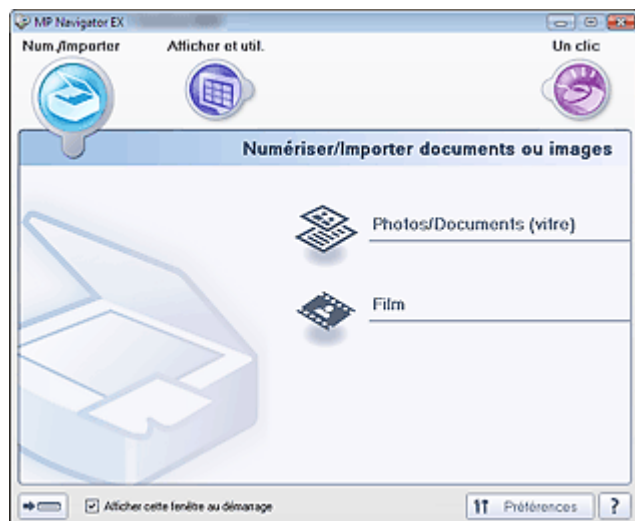 MP Navigator EX
Num./Importer
Afficher et util.
Un clic
Numériser/Importer documents ou images
Photos/Documents (vitre)
Film
Afficher cette fenêtre au démarrage
Préférences
?